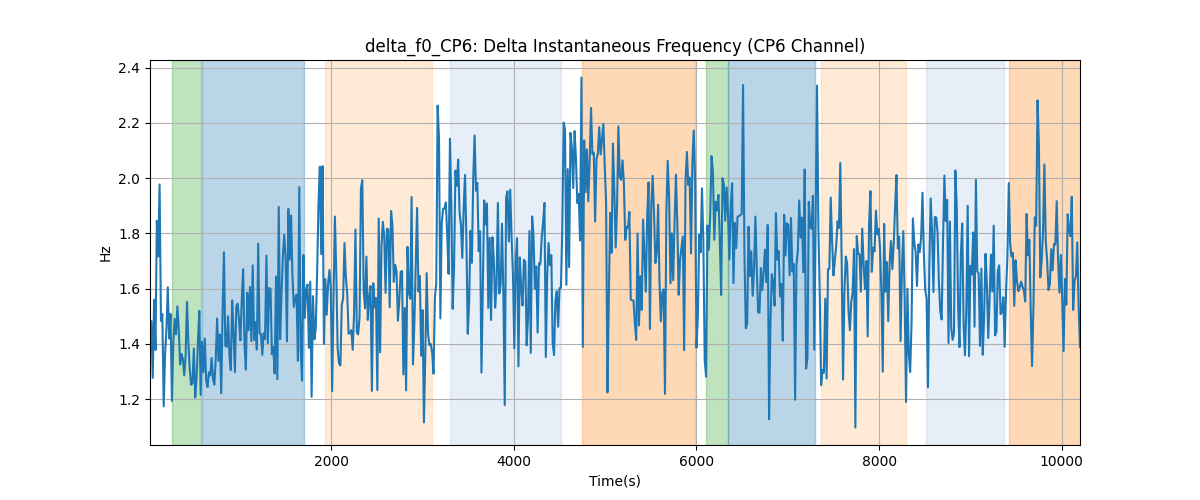 delta_f0_CP6: Delta Instantaneous Frequency (CP6 Channel)
2.4
2.2
2.0
1.8
1.6
1.4
1.2
Hz
2000 4000 6000 8000 10000
Time(s)